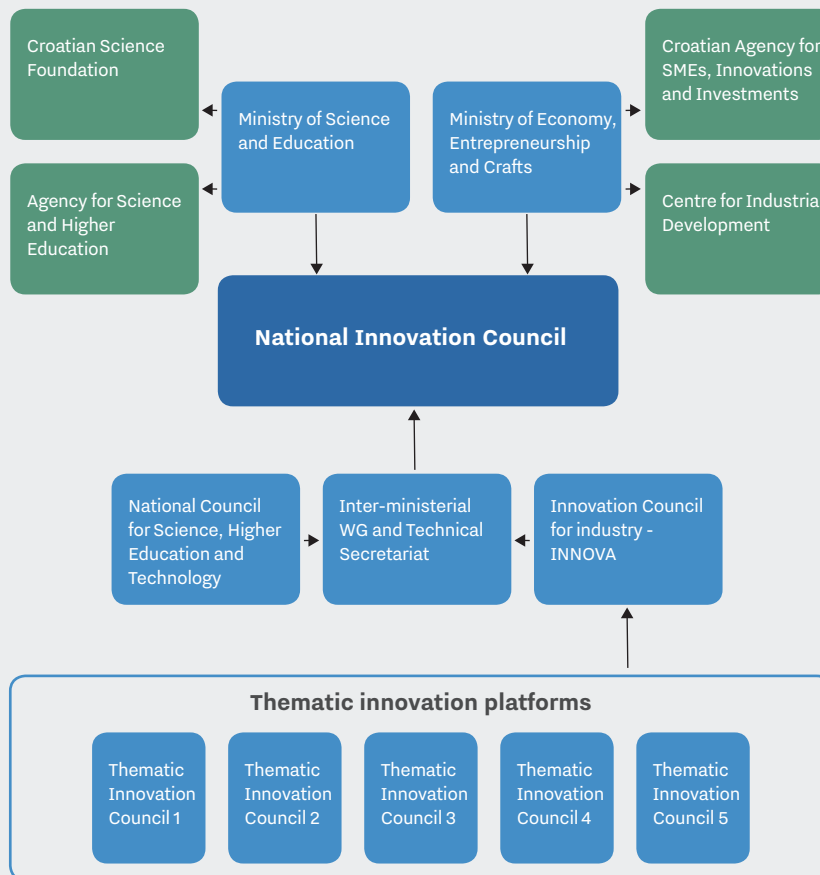 Croatian Science
Foundation
Agency for Science
and Higher
Education
Ministry of Science
and Education
Ministry of Economy,
Entrepreneurship
and Crafts
Croatian Agency for
SMEs, Innovations
and Investments
Centre for Industria
Development
National Innovation Council
National Council
for Science, Higher
Education and
Technology
Inter-ministerial
WG and Technical
Secretariat
Innovation Council
for industry -
INNOVA
Thematic innovation platforms
Thematic
Innovation
Council 1
Thematic
Innovation
Council 2
Thematic
Innovation
Council 3
Thematic
Innovation
Council 4
Thematic
Innovation
Council 5